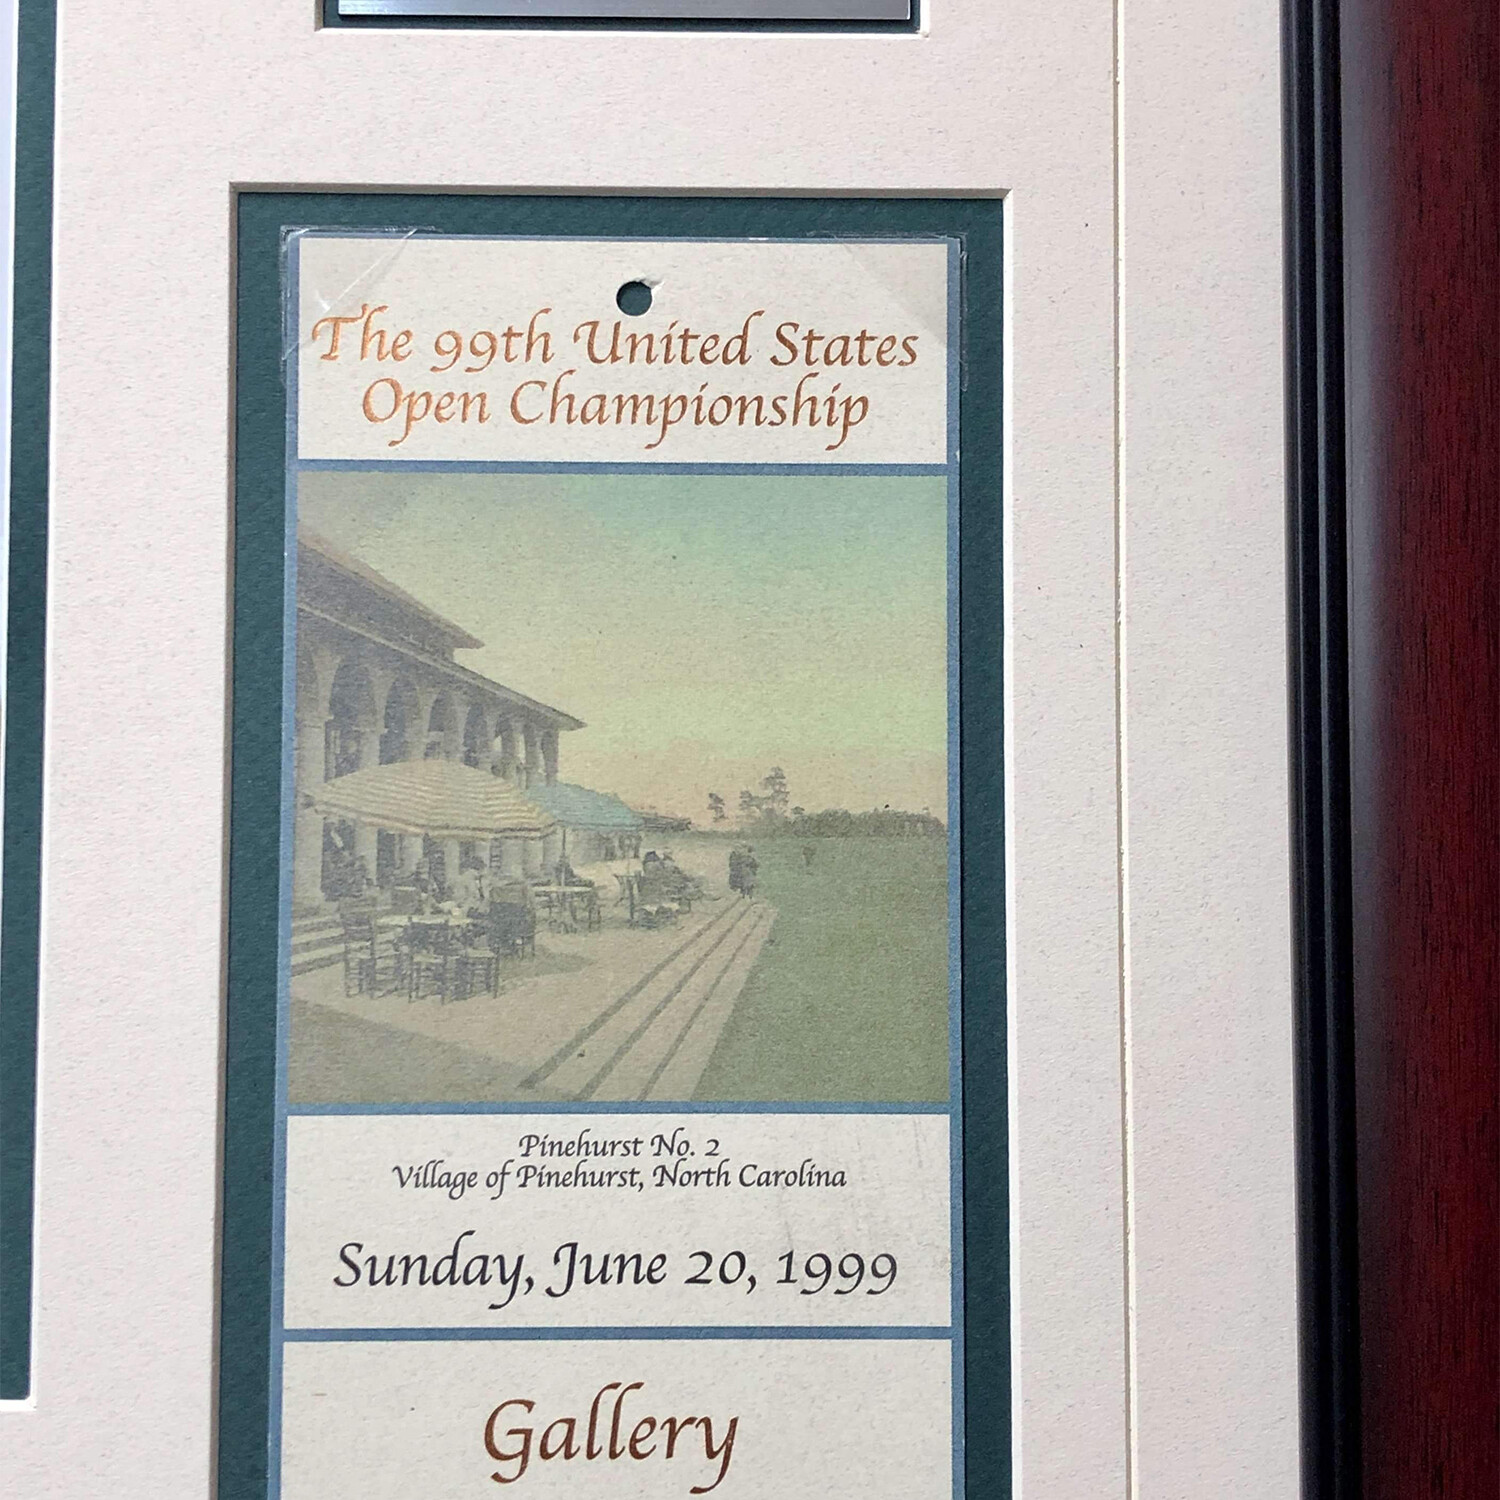 The 99th United States
Open Championship
Pinehurst No. 2
Village of Pinehurst, North Carolina
Sunday, June 20, 1999
Gallery